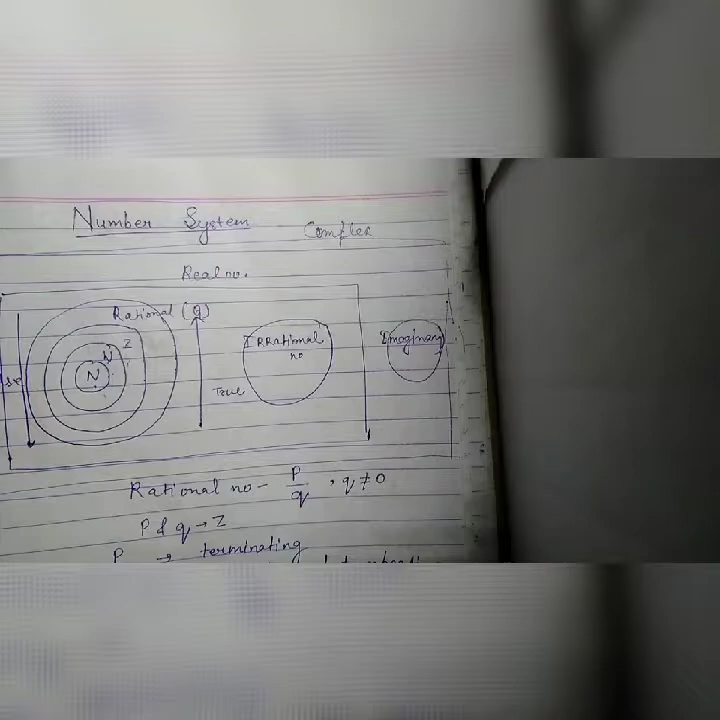 Number System
Complex
Real no.
Rational (q)
Irrational
no
Imaginary
Z
N
N
True
Rational no - P/q , q ≠ 0
P & q → Z
P → terminating